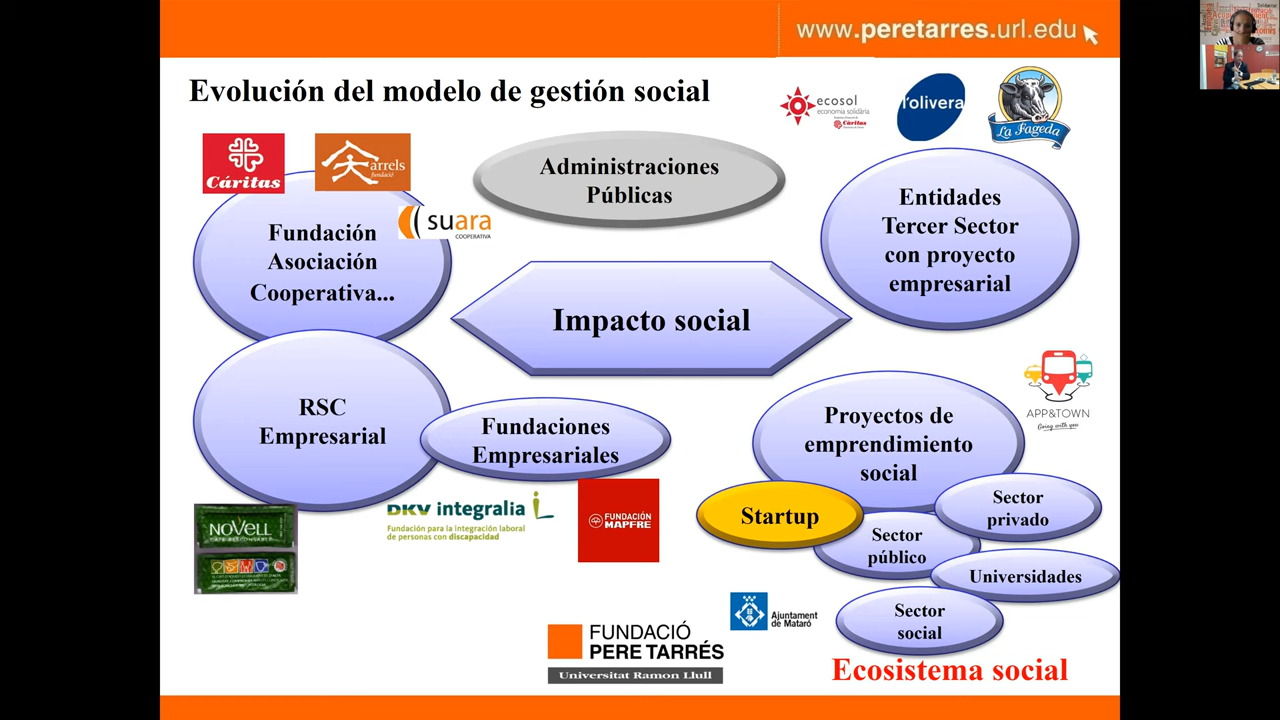 www.peretarres.url.edu
Evolución del modelo de gestión social
Cáritas
arrels
fundació
suara
COOPERATIVA
Fundación
Asociación
Cooperativa...
Administraciones
Públicas
ecosol
economia solidària
Càritas
l'olivera
La Fageda
Entidades
Tercer Sector
con proyecto
empresarial
Impacto social
RSC
Empresarial
Fundaciones
Empresariales
Proyectos de
emprendimiento
social
APP&TOWN
Going with you
Startup
Sector
privado
Sector
público
Universidades
Sector
social
Ecosistema social
NOVELL
DKV integralia
Fundación para la integración laboral
de personas con discapacidad
FUNDACIÓN
MAPFRE
Ajuntament
de Mataró
FUNDACIÓ
PERE TARRÉS
Universitat Ramon Llull